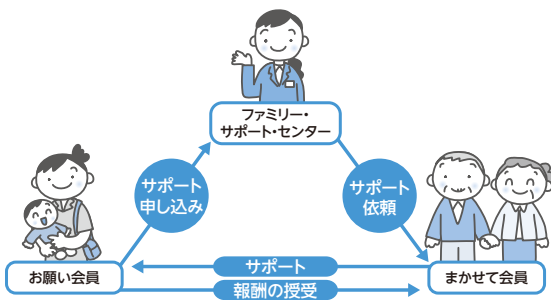 ファミリー・
サポート・センター
サポート
申し込み
サポート
依頼
お願い会員
サポート
報酬の授受
まかせて会員